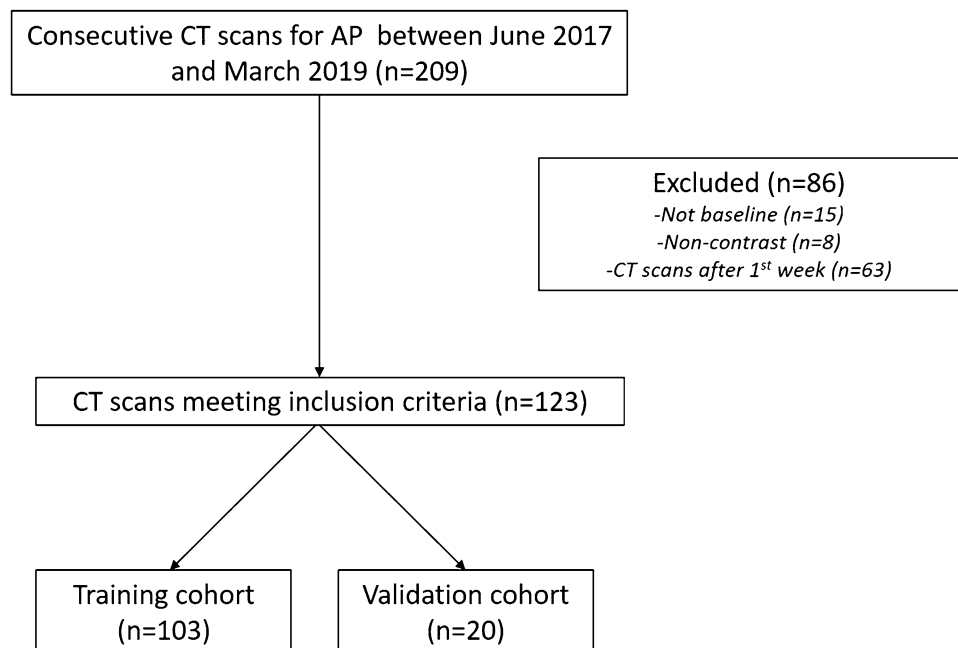 Consecutive CT scans for AP between June 2017
and March 2019 (n=209)
Excluded (n=86)
-Not baseline (n=15)
-Non-contrast (n=8)
-CT scans after 1st week (n=63)
CT scans meeting inclusion criteria (n=123)
Training cohort
(n=103)
Validation cohort
(n=20)